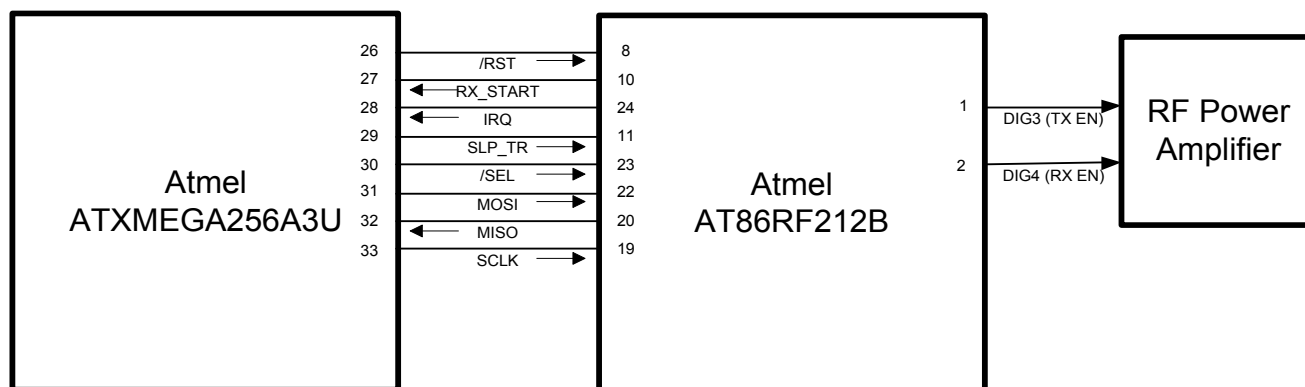 26 /RST 8
27 RX_START 10
28 IRQ 24
29 SLP_TR 11
30 /SEL 23
31 MOSI 22
32 MISO 20
33 SCLK 19
Atmel
ATXMEGA256A3U
Atmel
AT86RF212B
1 DIG3 (TX EN)
2 DIG4 (RX EN)
RF Power
Amplifier